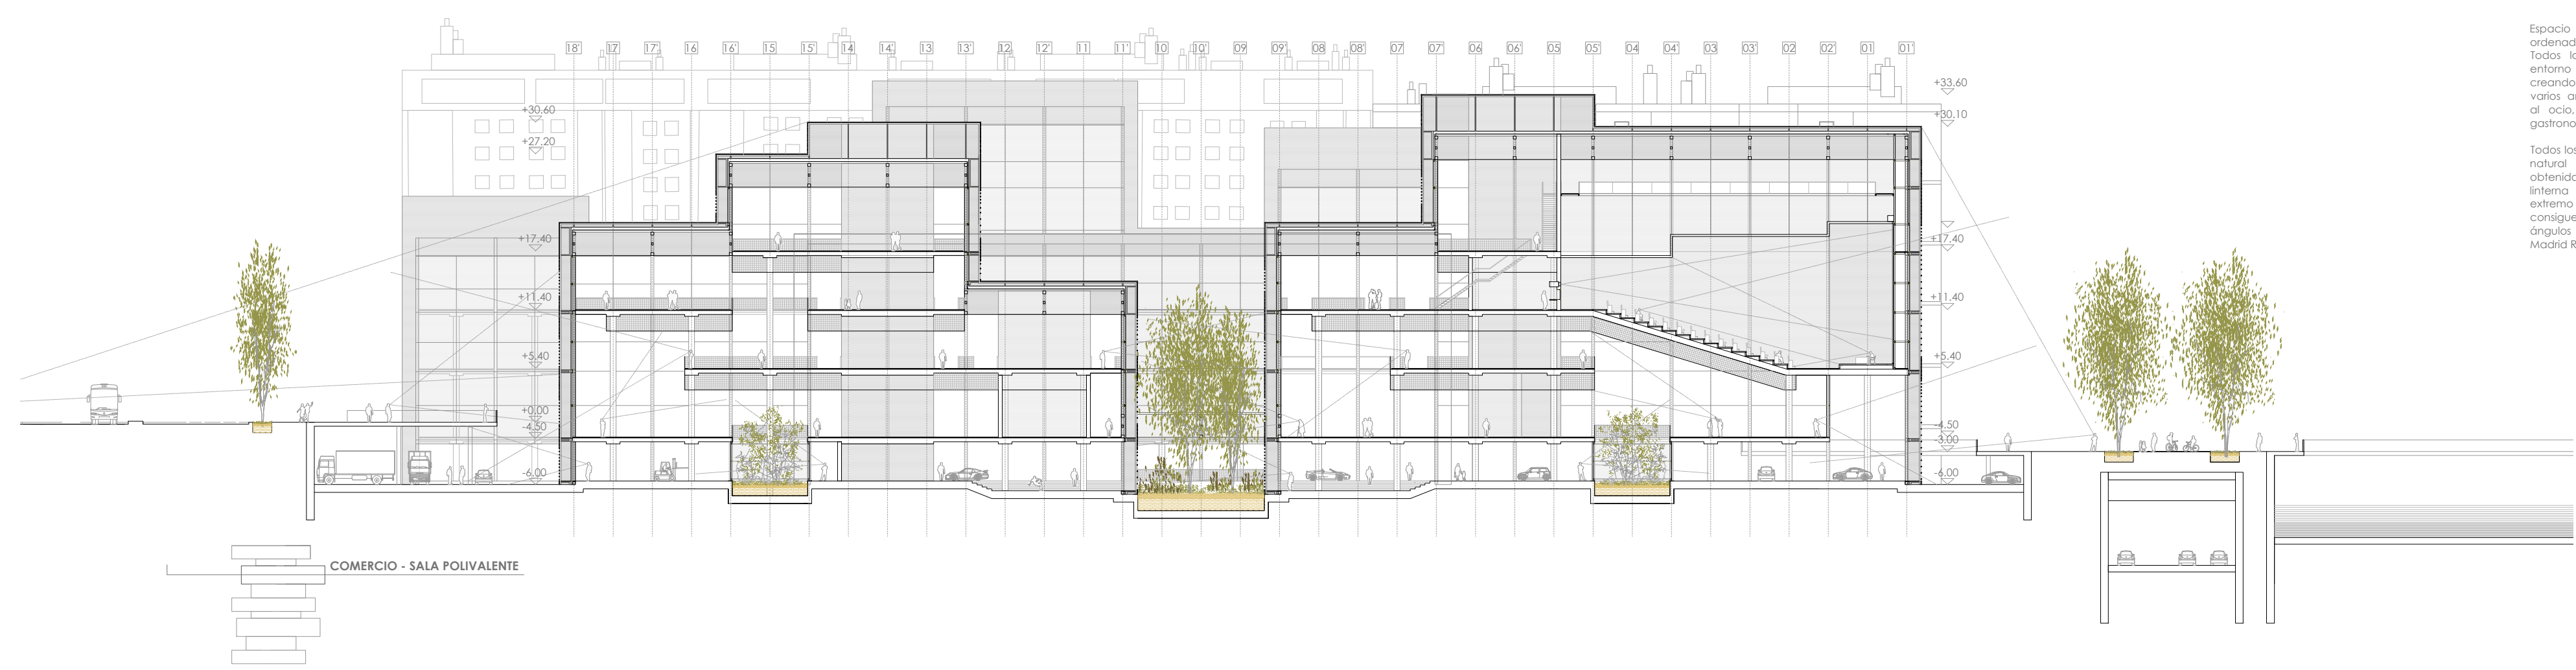 18' 17 17' 16 16' 15 15' 14 14' 13 13' 12 12' 11 11' 10 10' 09 09' 08 08' 07 07' 06 06' 05 05' 04 04' 03 03' 02 02' 01 01'
+30.60
+27.20
+17.40
+11.40
+5.40
+0.00
-4.50
-6.00
+33.60
+30.10
+17.40
+11.40
+5.40
-4.50
-3.00
-6.00
COMERCIO - SALA POLIVALENTE
Espacio
ordenad
Todos lo
entorno
creando
varios a
al ocio,
gastrono
Todos los
natural
obtenida
linterna
extremo
consigue
ángulos
Madrid R